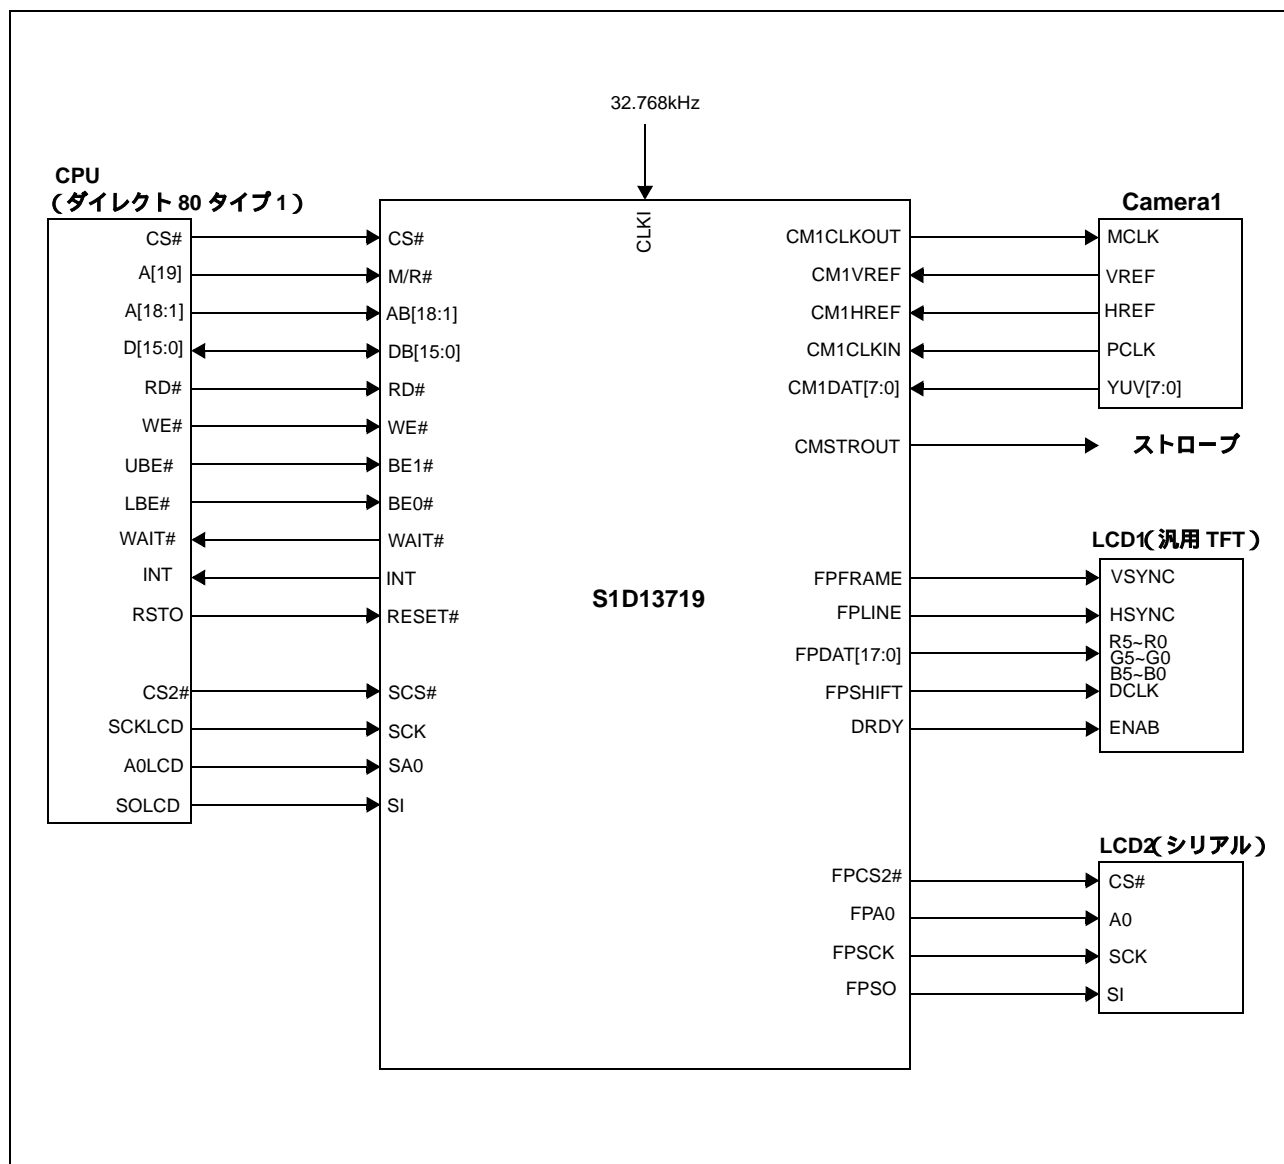 32.768kHz
CPU
（ダイレクト 80 タイプ 1）
CS#
A[19]
A[18:1]
D[15:0]
RD#
WE#
UBE#
LBE#
WAIT#
INT
RSTO
CS2#
SCKLCD
A0LCD
SOLCD
CLKI
CS#
M/R#
AB[18:1]
DB[15:0]
RD#
WE#
BE1#
BE0#
WAIT#
INT
RESET#
SCS#
SCK
SA0
SI
S1D13719
CM1CLKOUT
CM1VREF
CM1HREF
CM1CLKIN
CM1DAT[7:0]
CMSTROUT
FPFRAME
FPLINE
FPDAT[17:0]
FPSHIFT
DRDY
FPCS2#
FPA0
FPSCK
FPSO
Camera1
MCLK
VREF
HREF
PCLK
YUV[7:0]
ストロープ
LCD1（汎用 TFT）
VSYNC
HSYNC
R5~R0
G5~G0
B5~B0
DCLK
ENAB
LCD2（シリアル）
CS#
A0
SCK
SI